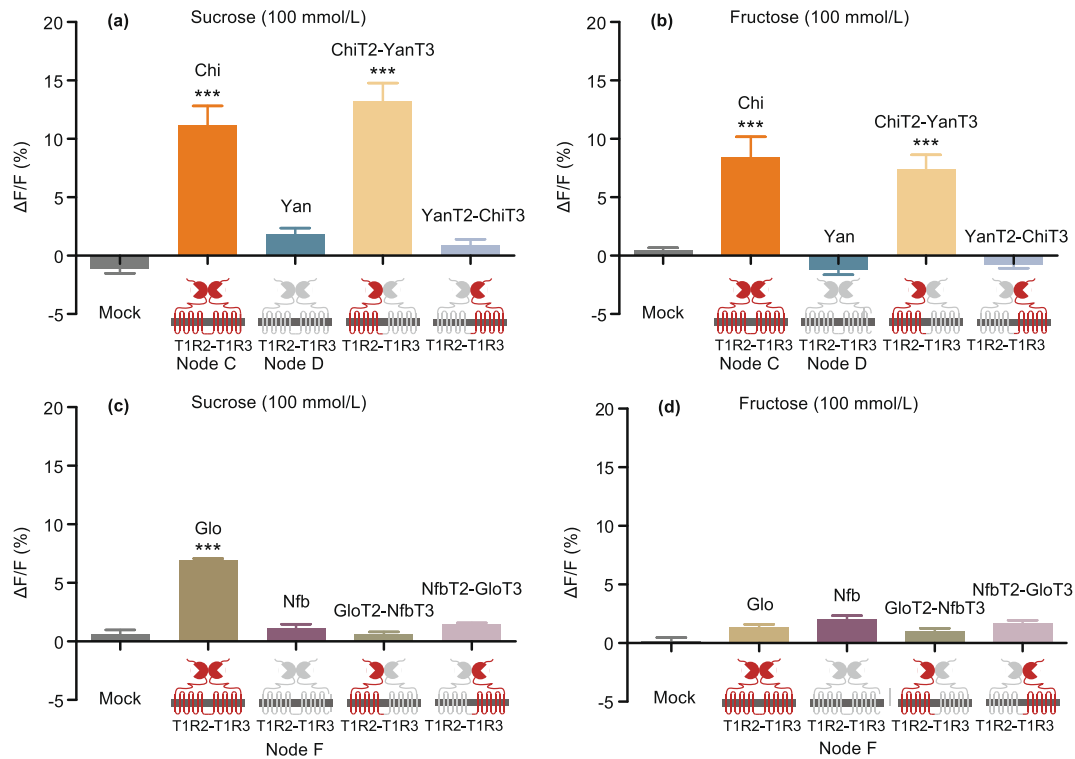 (a) Sucrose (100 mmol/L)
ΔF/F (%)
20
15
10
5
0
-5
Mock
Chi
***
Yan
ChiT2-YanT3
***
YanT2-ChiT3
T1R2-T1R3 T1R2-T1R3 T1R2-T1R3 T1R2-T1R3
Node C Node D
(b) Fructose (100 mmol/L)
ΔF/F (%)
20
15
10
5
0
-5
Mock
Chi
***
Yan
ChiT2-YanT3
***
YanT2-ChiT3
T1R2-T1R3 T1R2-T1R3 T1R2-T1R3 T1R2-T1R3
Node C Node D
(c) Sucrose (100 mmol/L)
ΔF/F (%)
20
15
10
5
0
-5
Mock
Glo
***
Nfb
GloT2-NfbT3
NfbT2-GloT3
T1R2-T1R3 T1R2-T1R3 T1R2-T1R3 T1R2-T1R3
Node F
(d) Fructose (100 mmol/L)
ΔF/F (%)
20
15
10
5
0
-5
Mock
Glo
Nfb
GloT2-NfbT3
NfbT2-GloT3
T1R2-T1R3 T1R2-T1R3 T1R2-T1R3 T1R2-T1R3
Node F